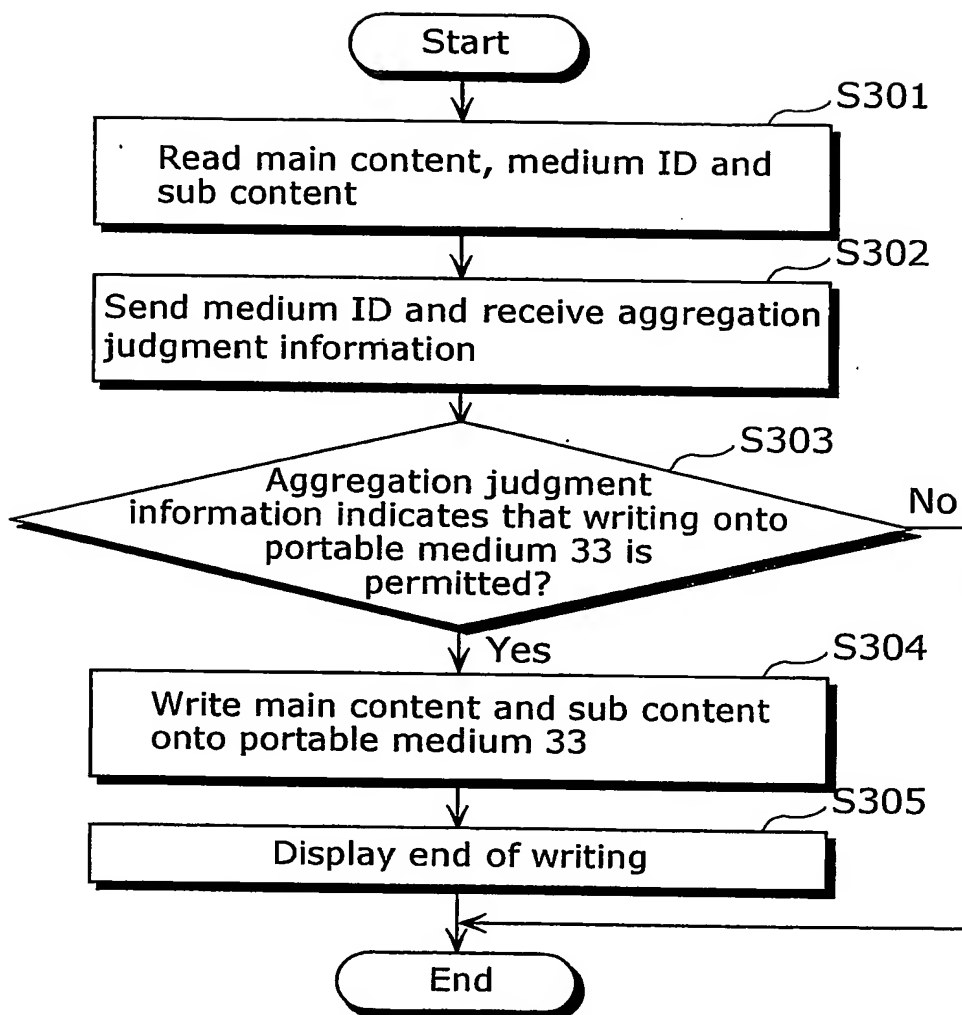 Start
S301
Read main content, medium ID and
sub content
S302
Send medium ID and receive aggregation
judgment information
S303
Aggregation judgment
information indicates that writing onto
portable medium 33 is
permitted?
No
Yes
S304
Write main content and sub content
onto portable medium 33
S305
Display end of writing
End